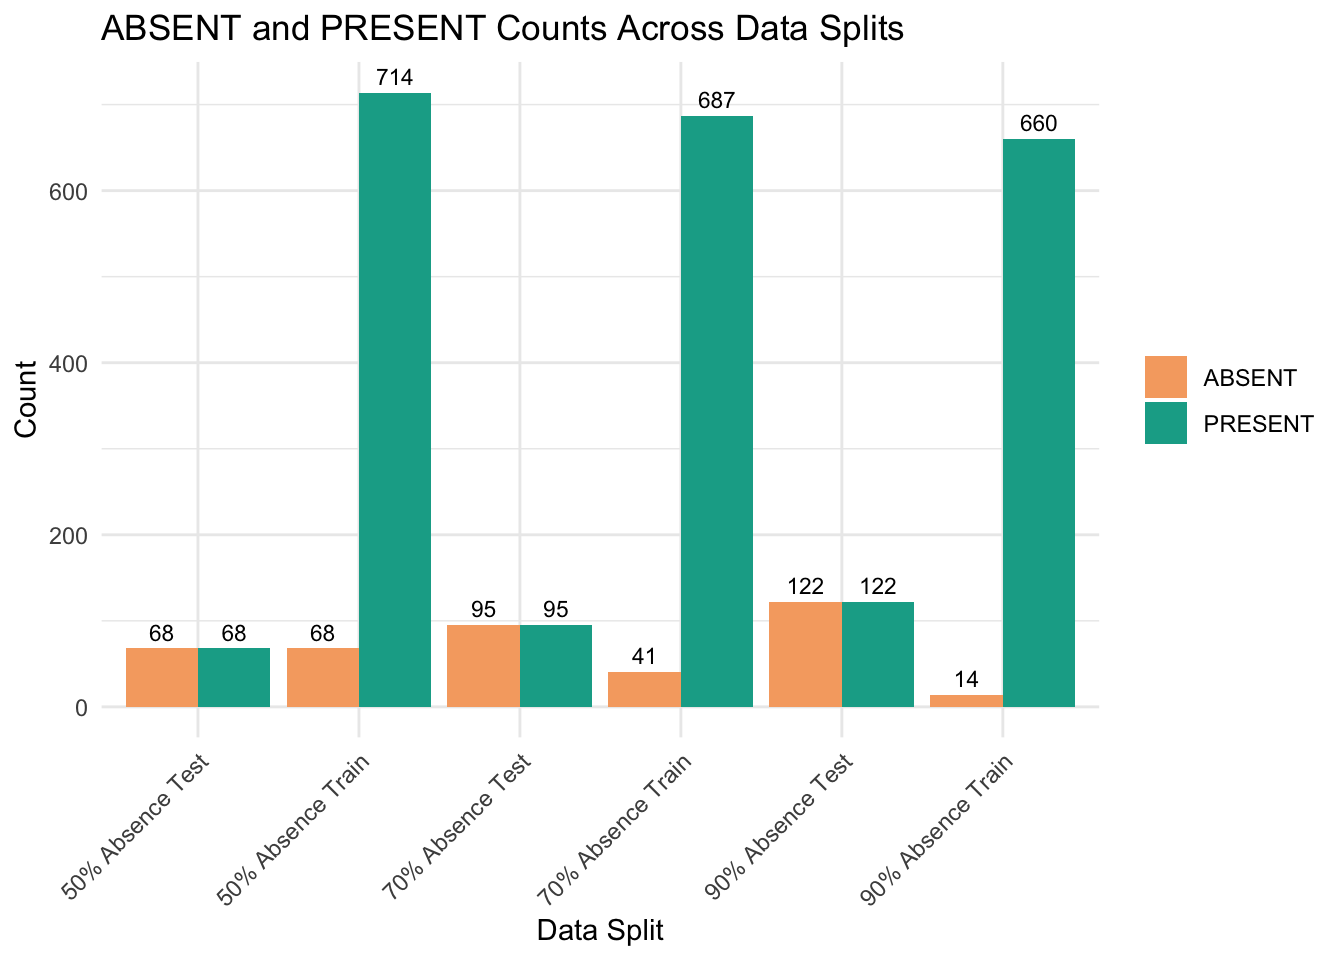 ABSENT and PRESENT Counts Across Data Splits
714
687
660
600
Count
400
ABSENT
PRESENT
200
122 122
95 95
68 68 68
41
14
0
50% Absence Test
50% Absence Train
70% Absence Test
70% Absence Train
90% Absence Test
90% Absence Train
Data Split